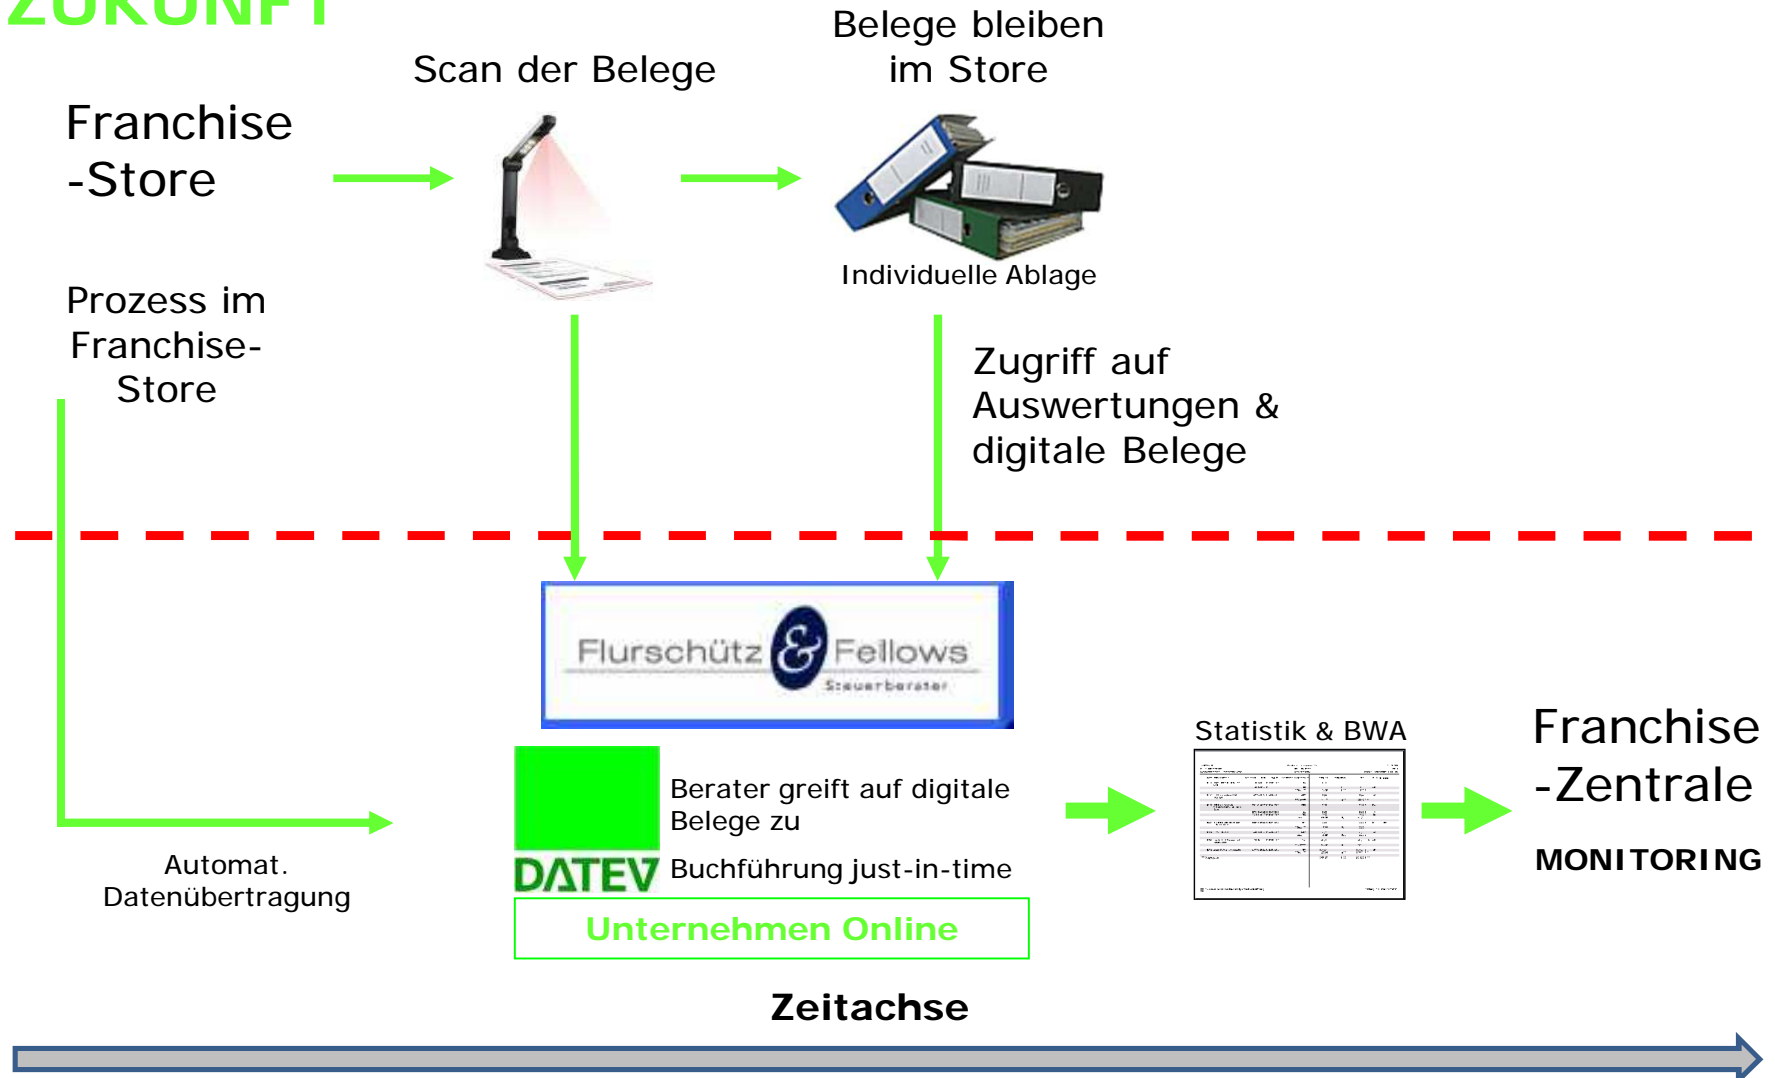 ZUKUNFT
Belege bleiben
im Store
Scan der Belege
Franchise
-Store
Individuelle Ablage
Prozess im
Franchise-
Store
Zugriff auf
Auswertungen &
digitale Belege
Flurschütz & Fellows
Steuerberater
Statistik & BWA
Franchise
-Zentrale
MONITORING
Berater greift auf digitale
Belege zu
DATEV
Buchführung just-in-time
Automat.
Datenübertragung
Unternehmen Online
Zeitachse